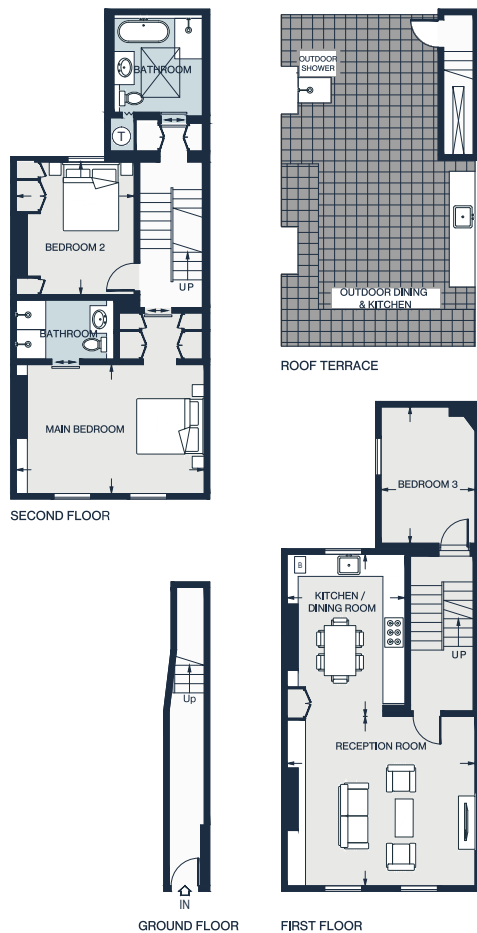 BATHROOM
T
BEDROOM 2
UP
BATHROOM
MAIN BEDROOM
SECOND FLOOR
OUTDOOR
SHOWER
OUTDOOR DINING
& KITCHEN
ROOF TERRACE
BEDROOM 3
B
KITCHEN /
DINING ROOM
UP
RECEPTION ROOM
FIRST FLOOR
Up
IN
GROUND FLOOR